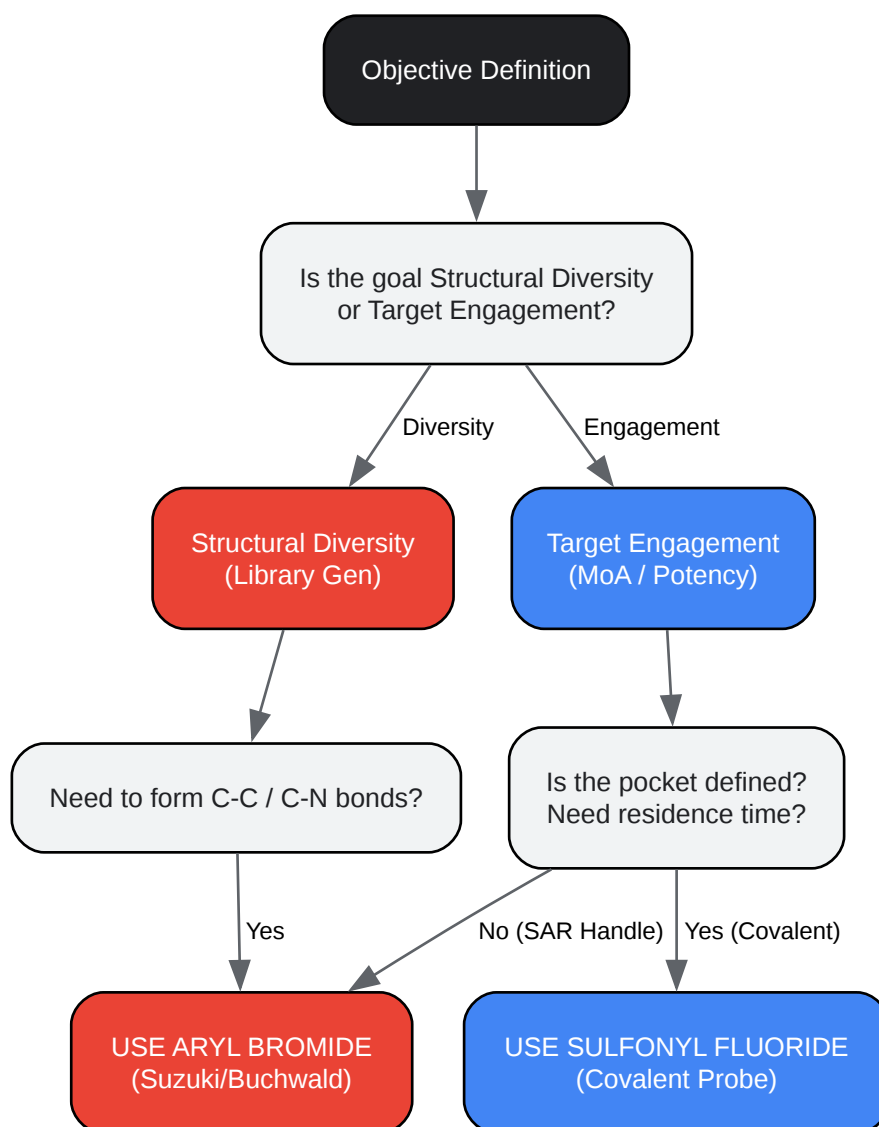 Objective Definition
Is the goal Structural Diversity
or Target Engagement?
Diversity
Engagement
Structural Diversity
(Library Gen)
Target Engagement
(MoA / Potency)
Need to form C-C / C-N bonds?
Is the pocket defined?
Need residence time?
Yes
No (SAR Handle)
Yes (Covalent)
USE ARYL BROMIDE
(Suzuki/Buchwald)
USE SULFONYL FLUORIDE
(Covalent Probe)